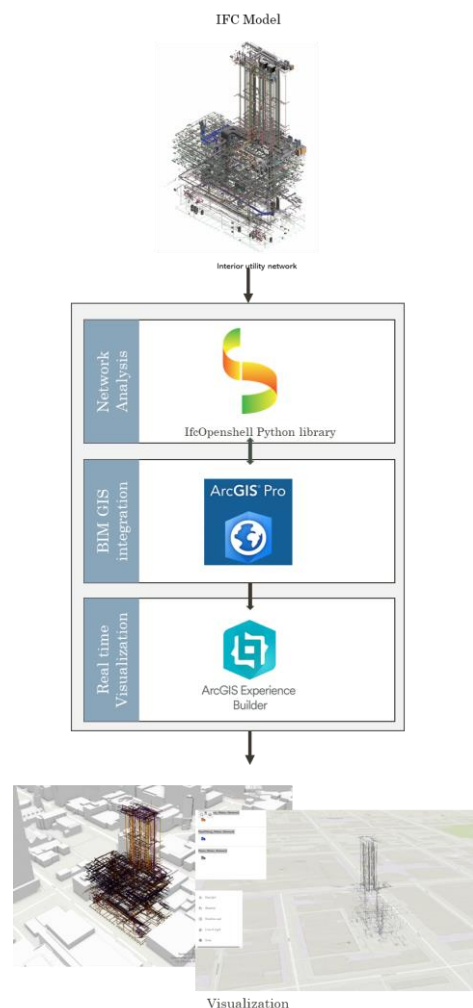 IFC Model
Interior utility network
Network
Analysis
IfcOpenshell Python library
BIM GIS
integration
ArcGIS Pro
Real time
Visualization
ArcGIS Experience
Builder
Visualization